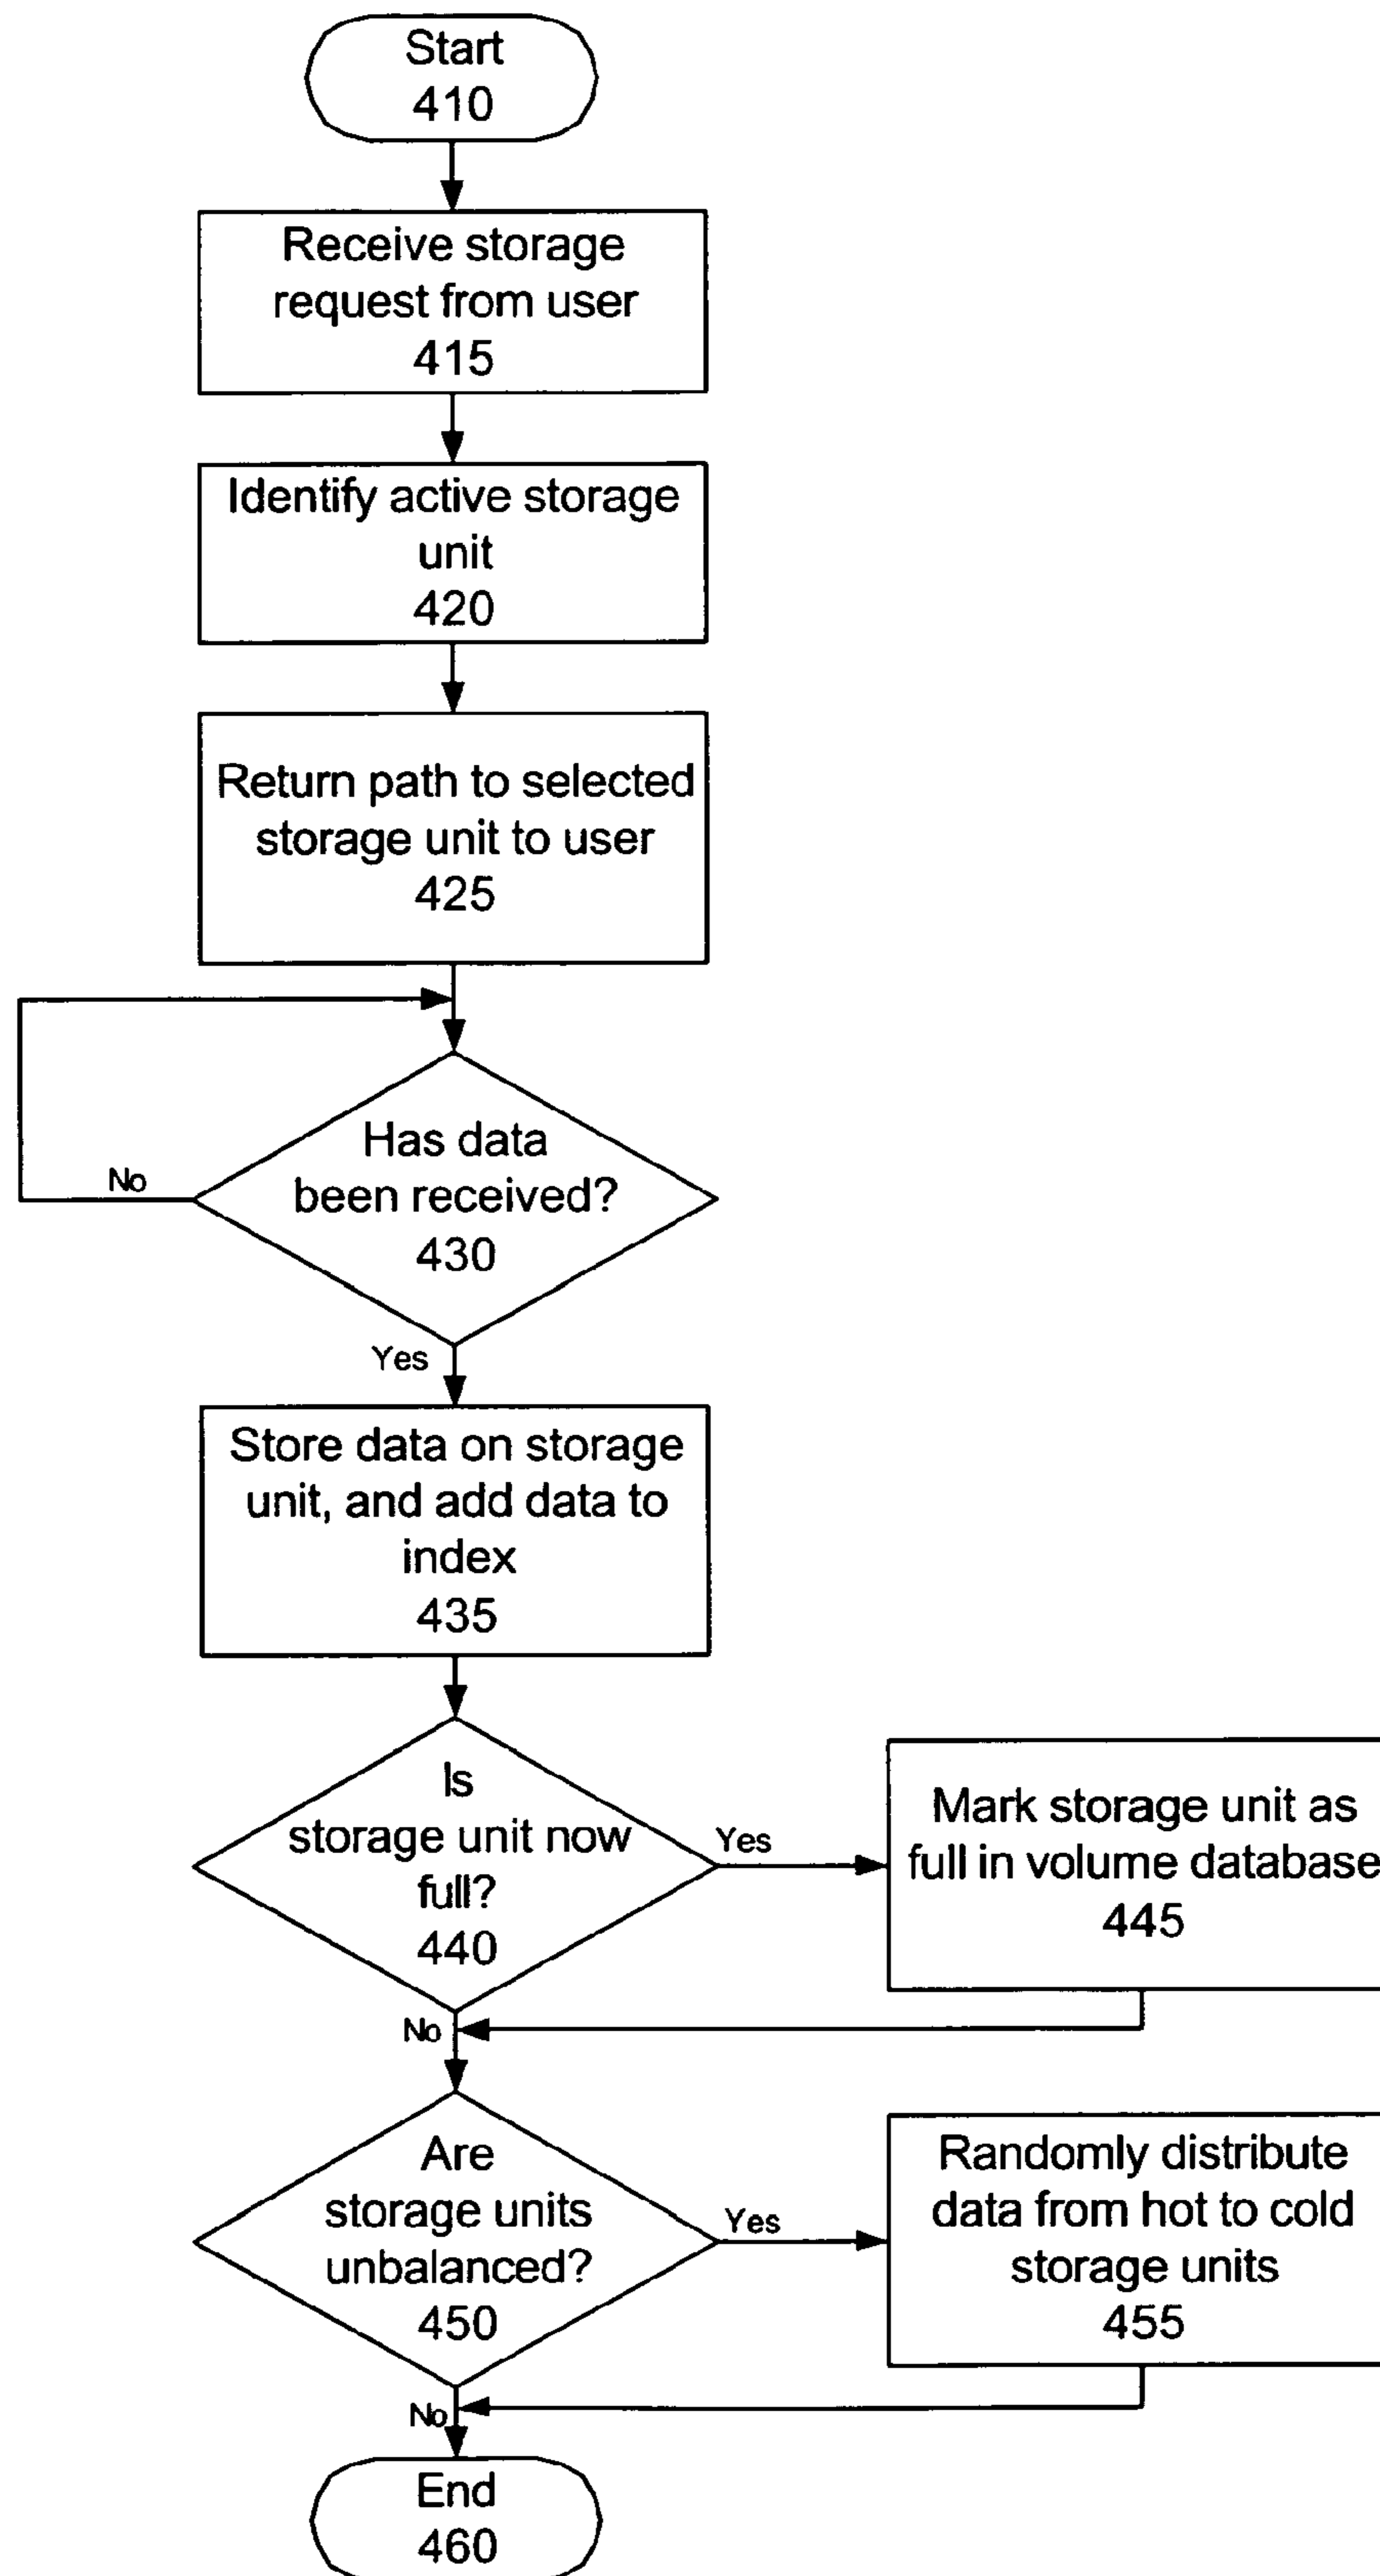 Start
410
Receive storage
request from user
415
Identify active storage
unit
420
Return path to selected
storage unit to user
425
Has data
been received?
430
No
Yes
Store data on storage
unit, and add data to
index
435
Is
storage unit now
full?
440
Yes
Mark storage unit as
full in volume database
445
No
Are
storage units
unbalanced?
450
Yes
Randomly distribute
data from hot to cold
storage units
455
No
End
460